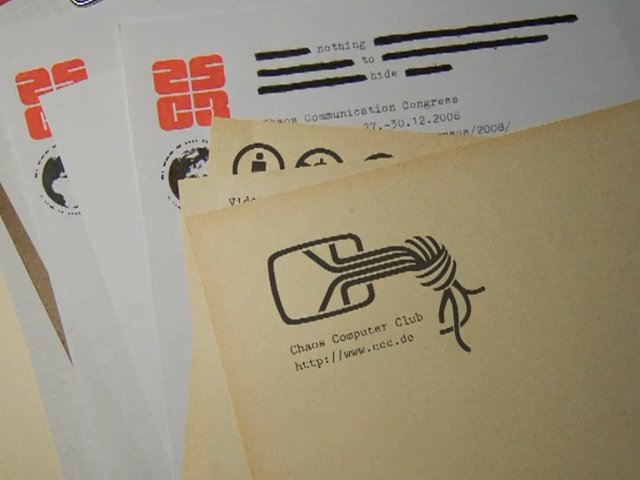 25
C3
nothing
to
hide
Chaos Communication Congress
27.-30.12.2008
/2008/
Chaos Computer Club
http://www.ccc.de